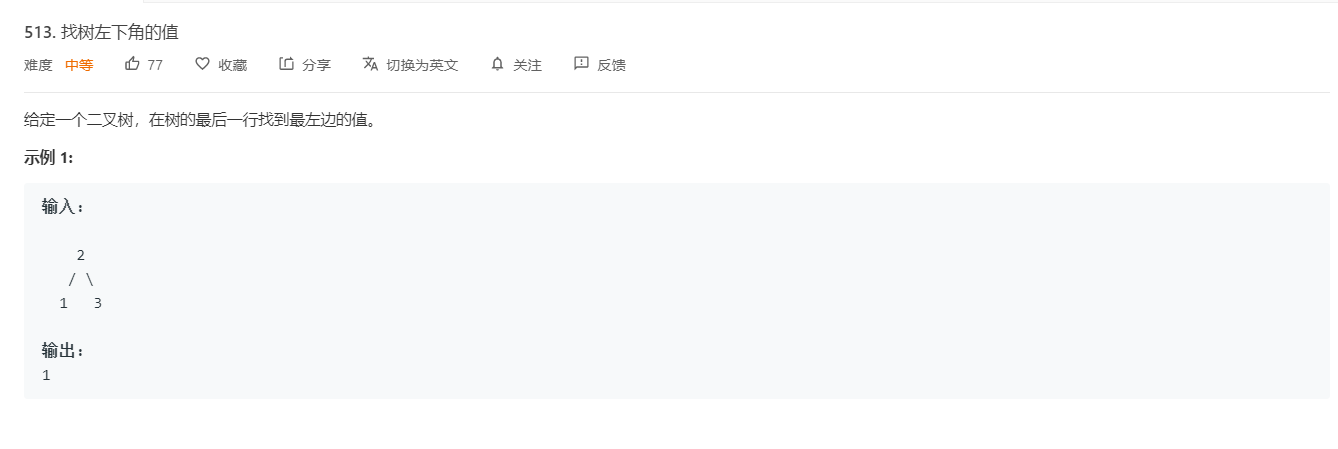 513. 找树左下角的值
难度 中等 77 收藏 分享 切换为英文 关注 反馈
给定一个二叉树，在树的最后一行找到最左边的值。
示例 1:
输入:
2
/ \
1 3
输出:
1